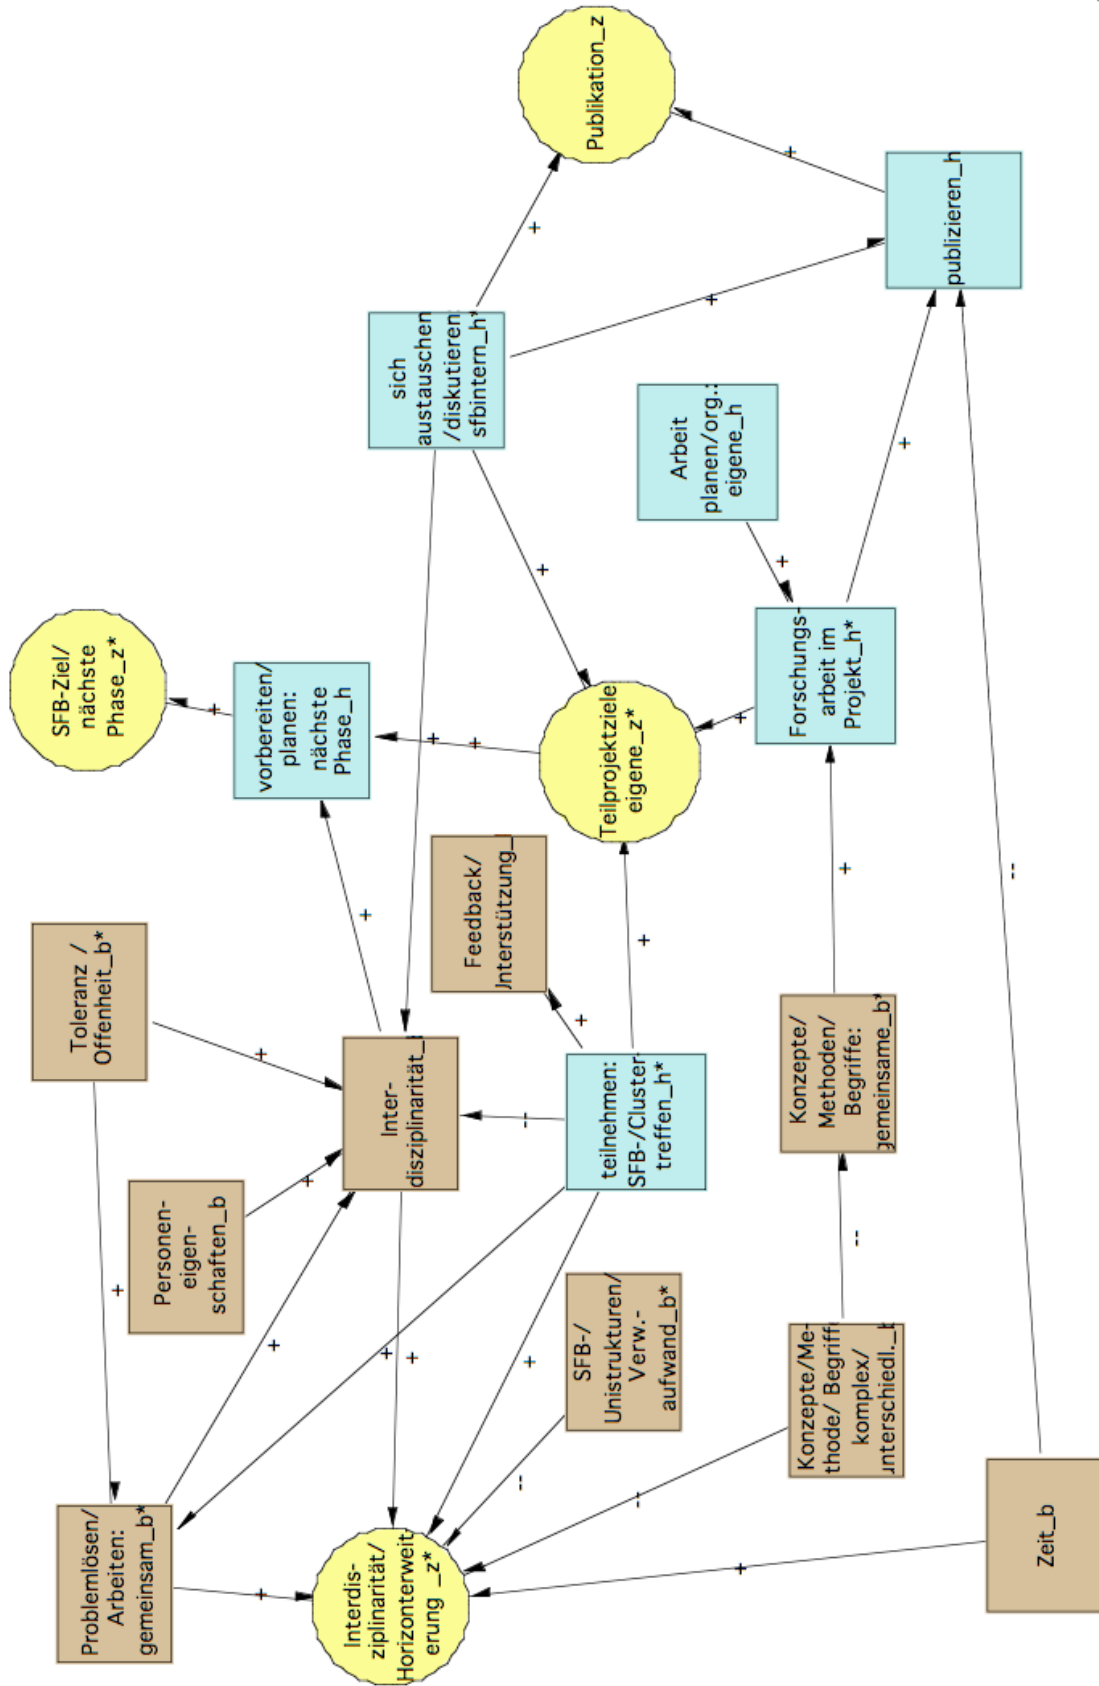 Problemlösen/
Arbeiten:
gemeinsam_b*
Toleranz /
Offenheit_b*
SFB-Ziel/
nächste
Phase_z*
+
+
+
+
Personen-
eigen-
schaften_b
+
+
+
vorbereiten/
planen:
nächste
Phase_h
Interdis-
ziplinarität/
Horizonterweit
erung _z*
+
+
Inter-
disziplinarität_
+
+
+
sich
austauschen
/diskutieren:
sfbintern_h*
--
--
+
+
Feedback/
nterstützung_
+
+
Publikation_z
SFB-/
Unistrukturen/
Verw.-
aufwand_b*
teilnehmen:
SFB-/Cluster-
treffen_h*
Teilprojektziele
eigene_z*
--
+
Arbeit
planen/org.:
eigene_h
+
+
+
+
+
Konzepte/Me-
thode/ Begriffe
komplex/
unterschiedl._b
Konzepte/
Methoden/
Begriffe:
gemeinsame_b*
Forschungs-
arbeit im
Projekt_h*
--
+
+
publizieren_h
--
Zeit_b